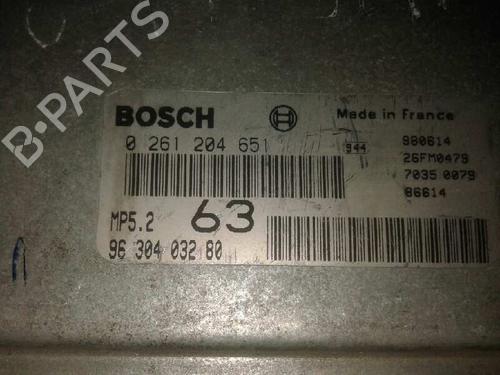 B-PARTS
BOSCH
Made in France
0 261 204 651
944
980614
26FM0479
7035 0079
86614
MP5.2
63
96 304 032 80